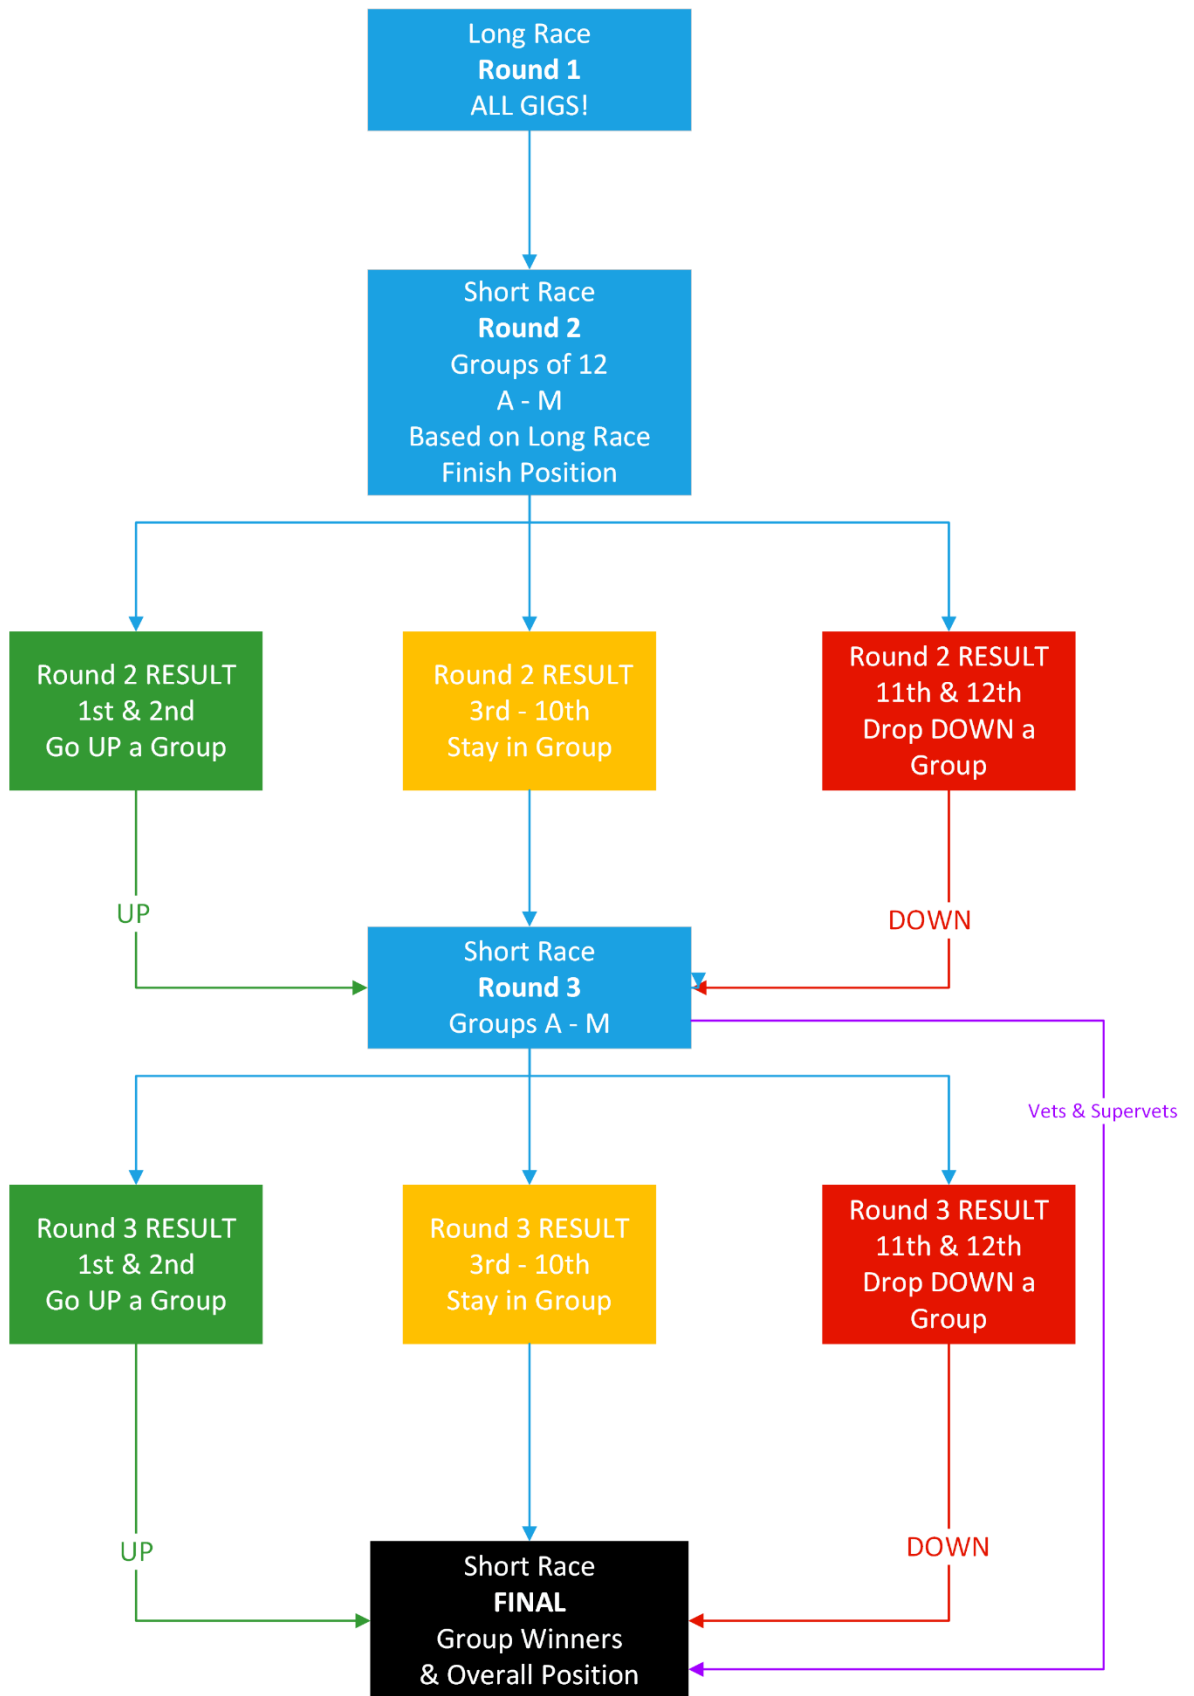 Long Race
Round 1
ALL GIGS!
Short Race
Round 2
Groups of 12
A - M
Based on Long Race
Finish Position
Round 2 RESULT
1st & 2nd
Go UP a Group
Round 2 RESULT
3rd - 10th
Stay in Group
Round 2 RESULT
11th & 12th
Drop DOWN a
Group
UP
DOWN
Short Race
Round 3
Groups A - M
Vets & Supervets
Round 3 RESULT
1st & 2nd
Go UP a Group
Round 3 RESULT
3rd - 10th
Stay in Group
Round 3 RESULT
11th & 12th
Drop DOWN a
Group
UP
DOWN
Short Race
FINAL
Group Winners
& Overall Position